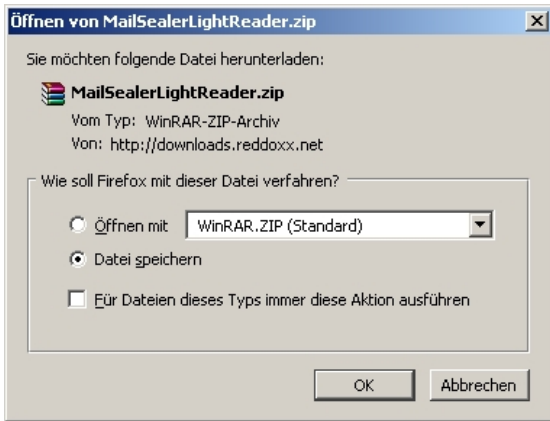 Öffnen von MailSealerLightReader.zip
Sie möchten folgende Datei herunterladen:
MailSealerLightReader.zip
Vom Typ: WinRAR-ZIP-Archiv
Von: http://downloads.reddoxx.net
Wie soll Firefox mit dieser Datei verfahren?
Öffnen mit WinRAR.ZIP (Standard)
Datei speichern
Für Dateien dieses Typs immer diese Aktion ausführen
OK Abbrechen